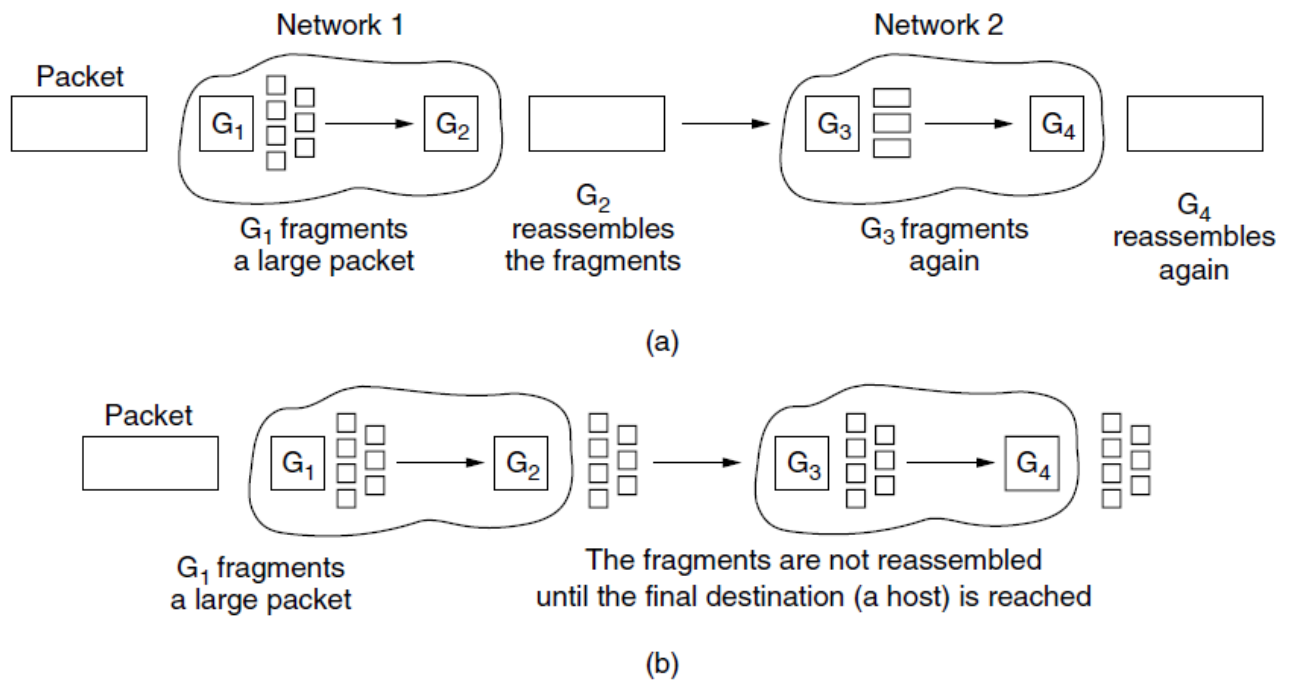 Network 1
Network 2
Packet
G₁
G₂
G₃
G₄
G₁ fragments
a large packet
G₂
reassembles
the fragments
G₃ fragments
again
G₄
reassembles
again
(a)
Packet
G₁
G₂
G₃
G₄
G₁ fragments
a large packet
The fragments are not reassembled
until the final destination (a host) is reached
(b)